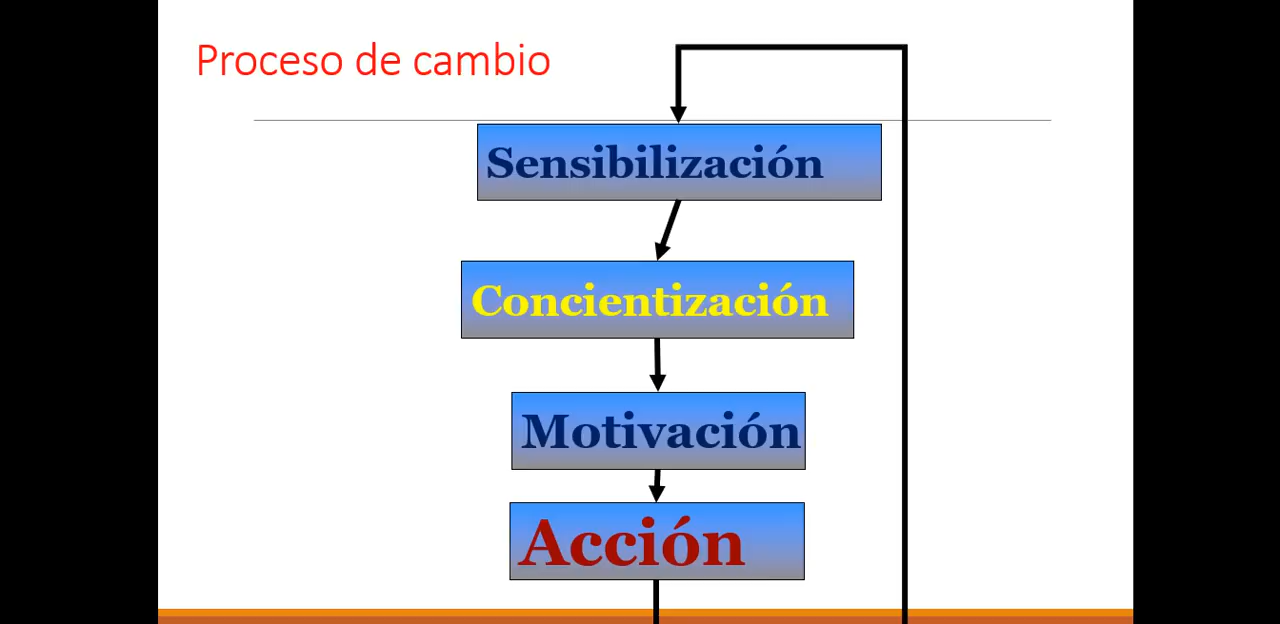 Proceso de cambio
Sensibilización
Concientización
Motivación
Acción